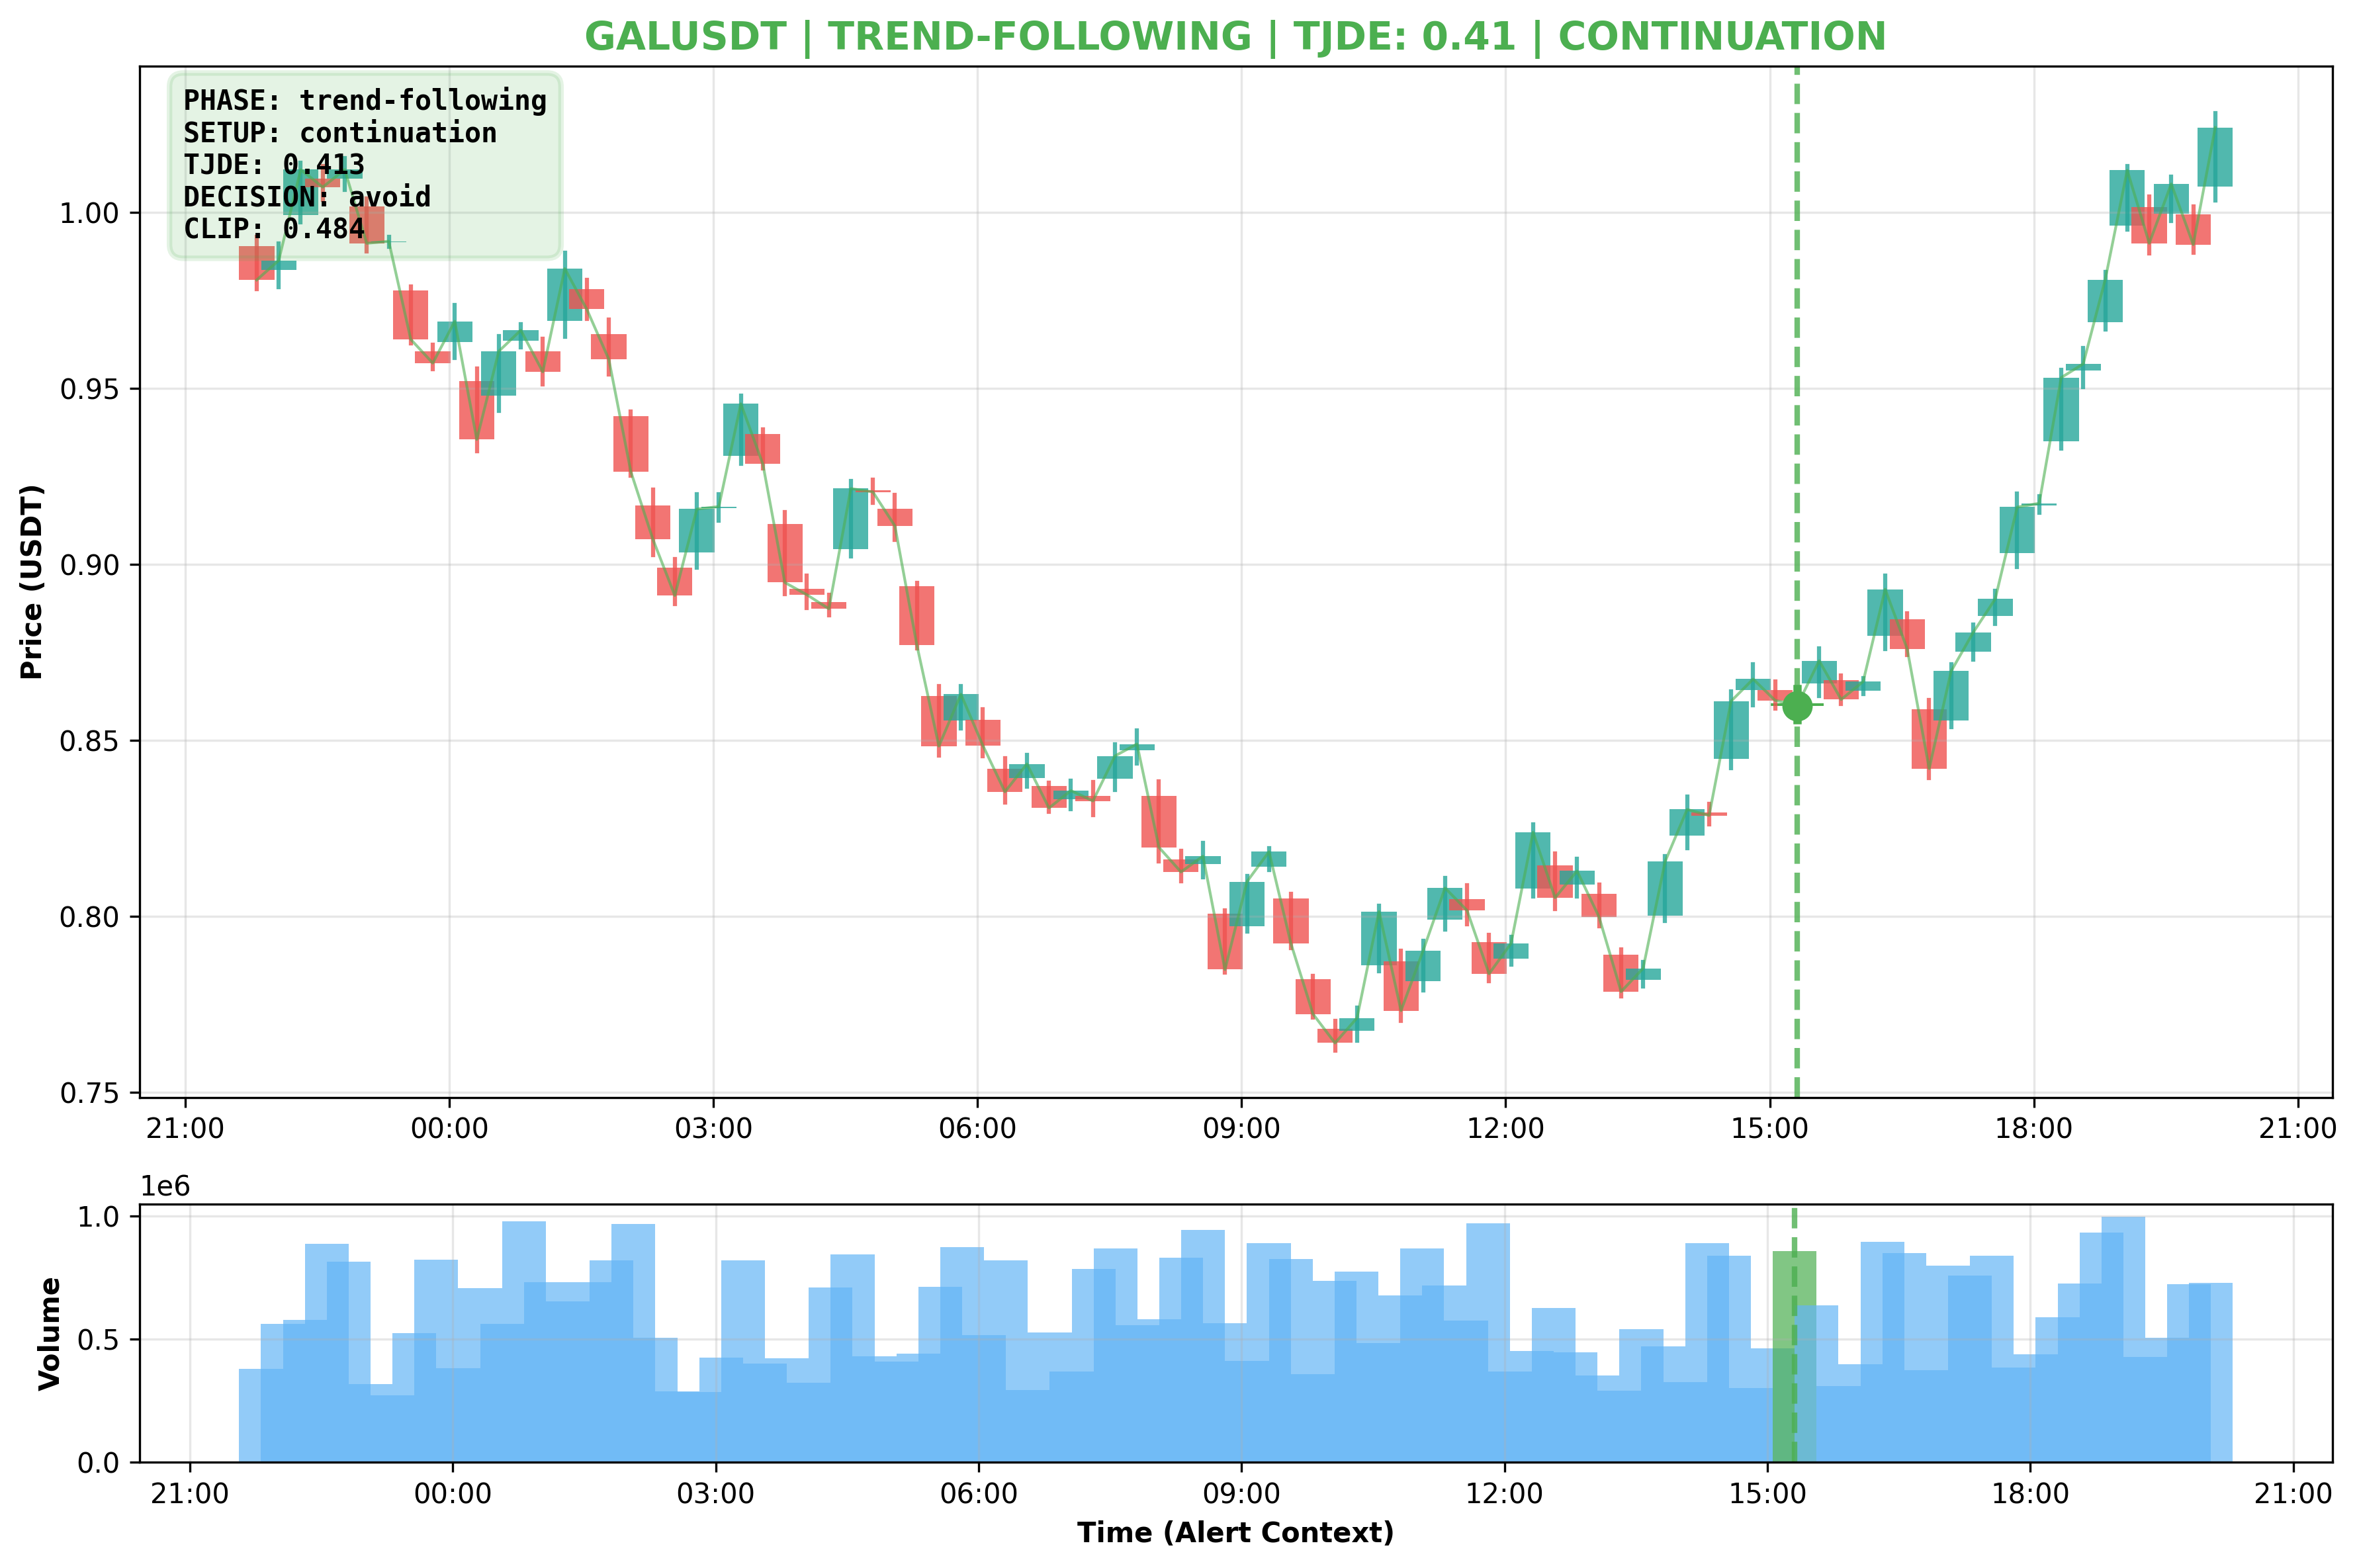 GALUSDT | TREND-FOLLOWING | TJDE: 0.41 | CONTINUATION
PHASE: trend-following
SETUP: continuation
TJDE: 0.413
DECISION: avoid
CLIP: 0.484
Price (USDT)
1.00
0.95
0.90
0.85
0.80
0.75
21:00 00:00 03:00 06:00 09:00 12:00 15:00 18:00 21:00
1e6
Volume
1.0
0.5
0.0
21:00 00:00 03:00 06:00 09:00 12:00 15:00 18:00 21:00
Time (Alert Context)